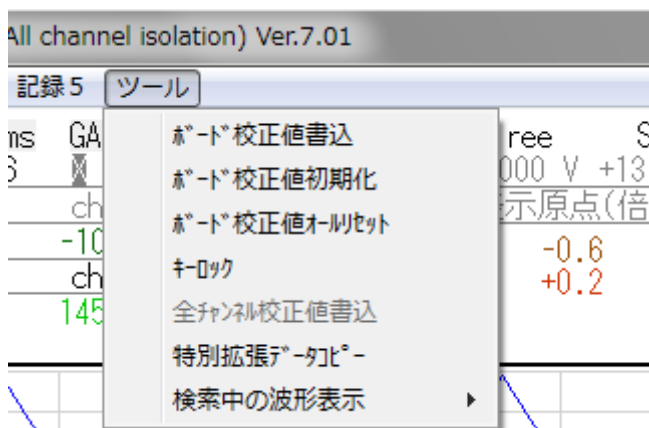 All channel isolation) Ver.7.01
記録5 ツール
ms GA
ree S
000 V +13
ch
示原点(倍
-10
-0.6
ch
+0.2
145
ﾎﾞｰﾄﾞ校正値書込
ﾎﾞｰﾄﾞ校正値初期化
ﾎﾞｰﾄﾞ校正値ｵｰﾙﾘｾｯﾄ
ｷｰﾛｯｸ
全ﾁｬﾝﾈﾙ校正値書込
特別拡張ﾃﾞｰﾀｺﾋﾟｰ
検索中の波形表示